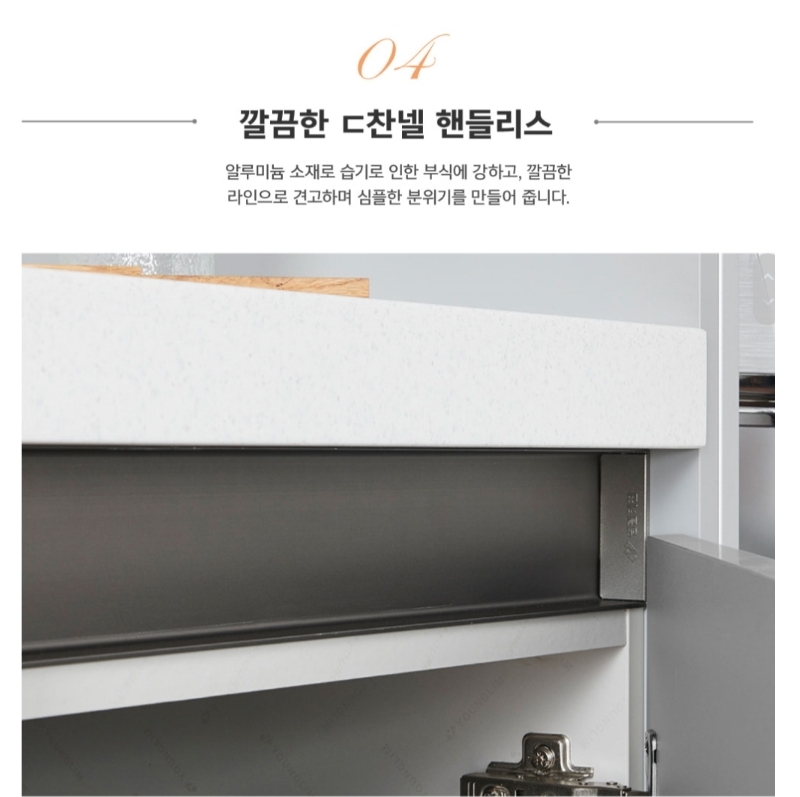 04
깔끔한 ㄷ찬넬 핸들리스
알루미늄 소재로 습기로 인한 부식에 강하고, 깔끔한
라인으로 견고하며 심플한 분위기를 만들어 줍니다.